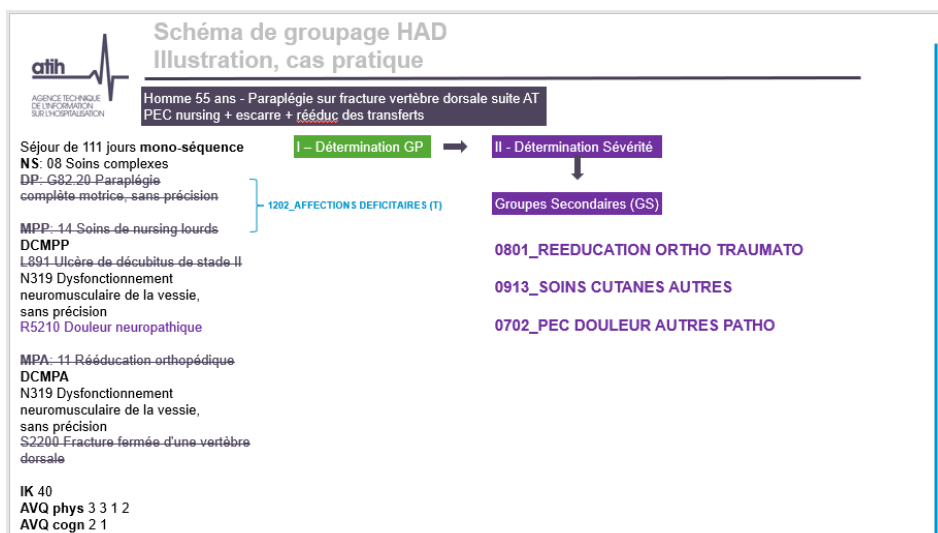 Schéma de groupage HAD
Illustration, cas pratique
atih
AGENCE TECHNIQUE
DE L'INFORMATION
SUR L'HOSPITALISATION
Homme 55 ans - Paraplégie sur fracture vertèbre dorsale suite AT
PEC nursing + escarre + rééduc des transferts
Séjour de 111 jours mono-séquence
NS: 08 Soins complexes
DP: G82.20 Paraplégie
complète motrice, sans précision
MPP: 14 Soins de nursing lourds
DCMPP
L891 Ulcère de décubitus de stade II
N319 Dysfonctionnement
neuromusculaire de la vessie,
sans précision
R5210 Douleur neuropathique
MPA: 11 Rééducation orthopédique
DCMPA
N319 Dysfonctionnement
neuromusculaire de la vessie,
sans précision
S2200 Fracture fermée d'une vertèbre
dorsale
IK 40
AVQ phys 3 3 1 2
AVQ cogn 2 1
I – Détermination GP
1202_AFFECTIONS DEFICITAIRES (T)
II - Détermination Sévérité
Groupes Secondaires (GS)
0801_REEDUCATION ORTHO TRAUMATO
0913_SOINS CUTANES AUTRES
0702_PEC DOULEUR AUTRES PATHO